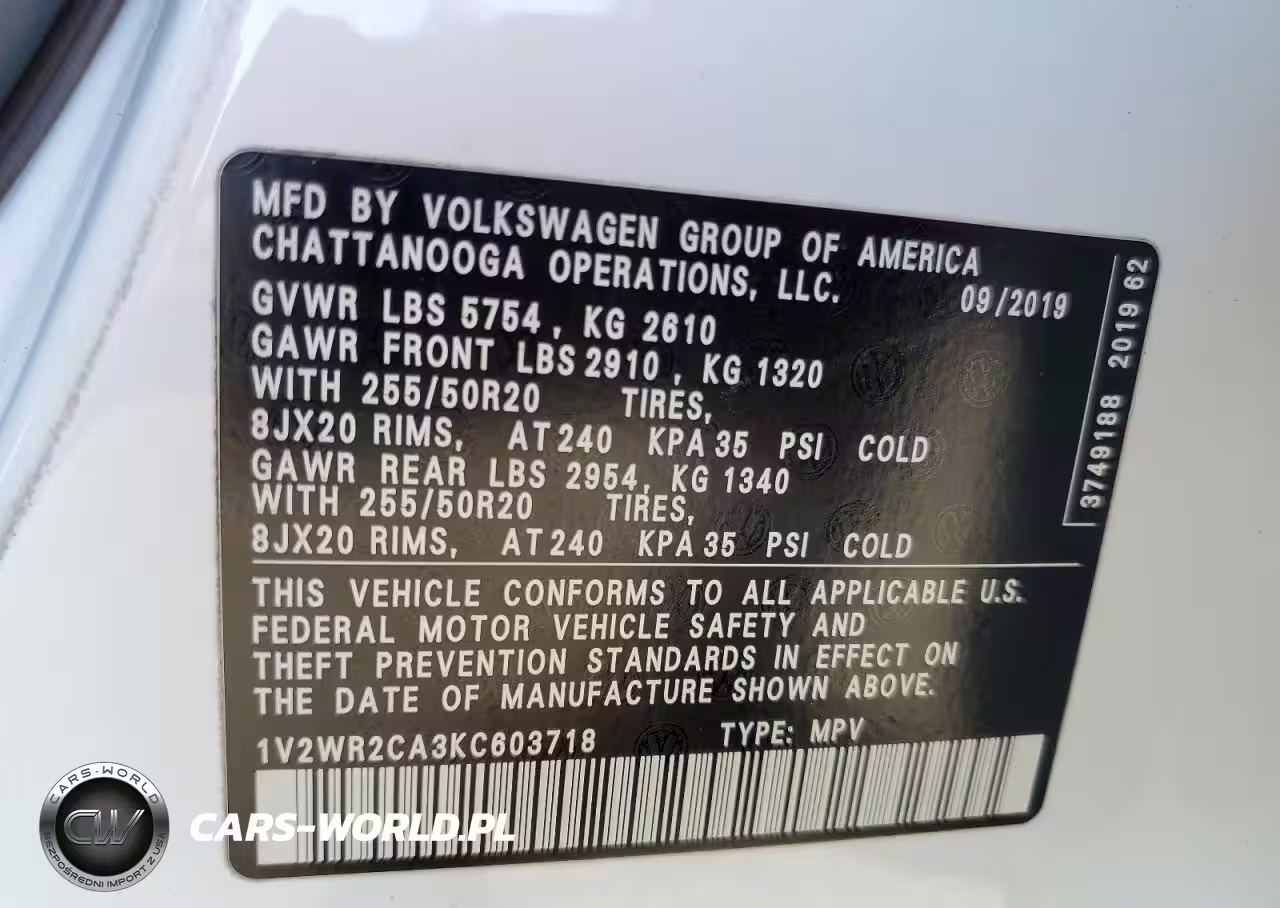 MFD BY VOLKSWAGEN GROUP OF AMERICA
CHATTANOOGA OPERATIONS, LLC.
09/2019
GVWR LBS 5754, KG 2610
GAWR FRONT LBS 2910, KG 1320
WITH 255/50R20 TIRES,
8JX20 RIMS, AT 240 KPA 35 PSI COLD
GAWR REAR LBS 2954, KG 1340
WITH 255/50R20 TIRES,
8JX20 RIMS, AT 240 KPA 35 PSI COLD
3749188 2019 62
THIS VEHICLE CONFORMS TO ALL APPLICABLE U.S.
FEDERAL MOTOR VEHICLE SAFETY AND
THEFT PREVENTION STANDARDS IN EFFECT ON
THE DATE OF MANUFACTURE SHOWN ABOVE.
1V2WR2CA3KC603718 TYPE: MPV
CARS-WORLD
CW
BEZPOŚREDNI IMPORT Z USA
CARS-WORLD.PL